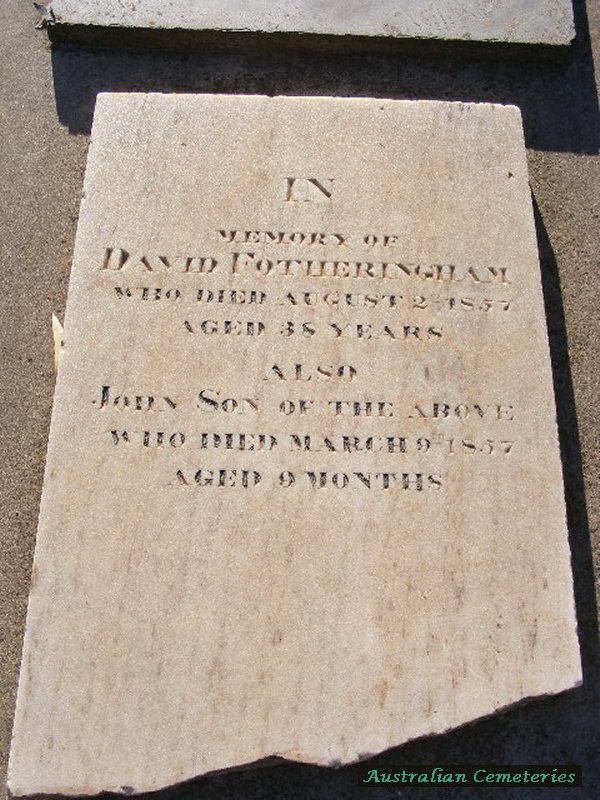 IN
MEMORY OF
DAVID FOTHERINGHAM
WHO DIED AUGUST 2ND 1857
AGED 38 YEARS
ALSO
JOHN SON OF THE ABOVE
WHO DIED MARCH 9TH 1857
AGED 9 MONTHS
Australian Cemeteries